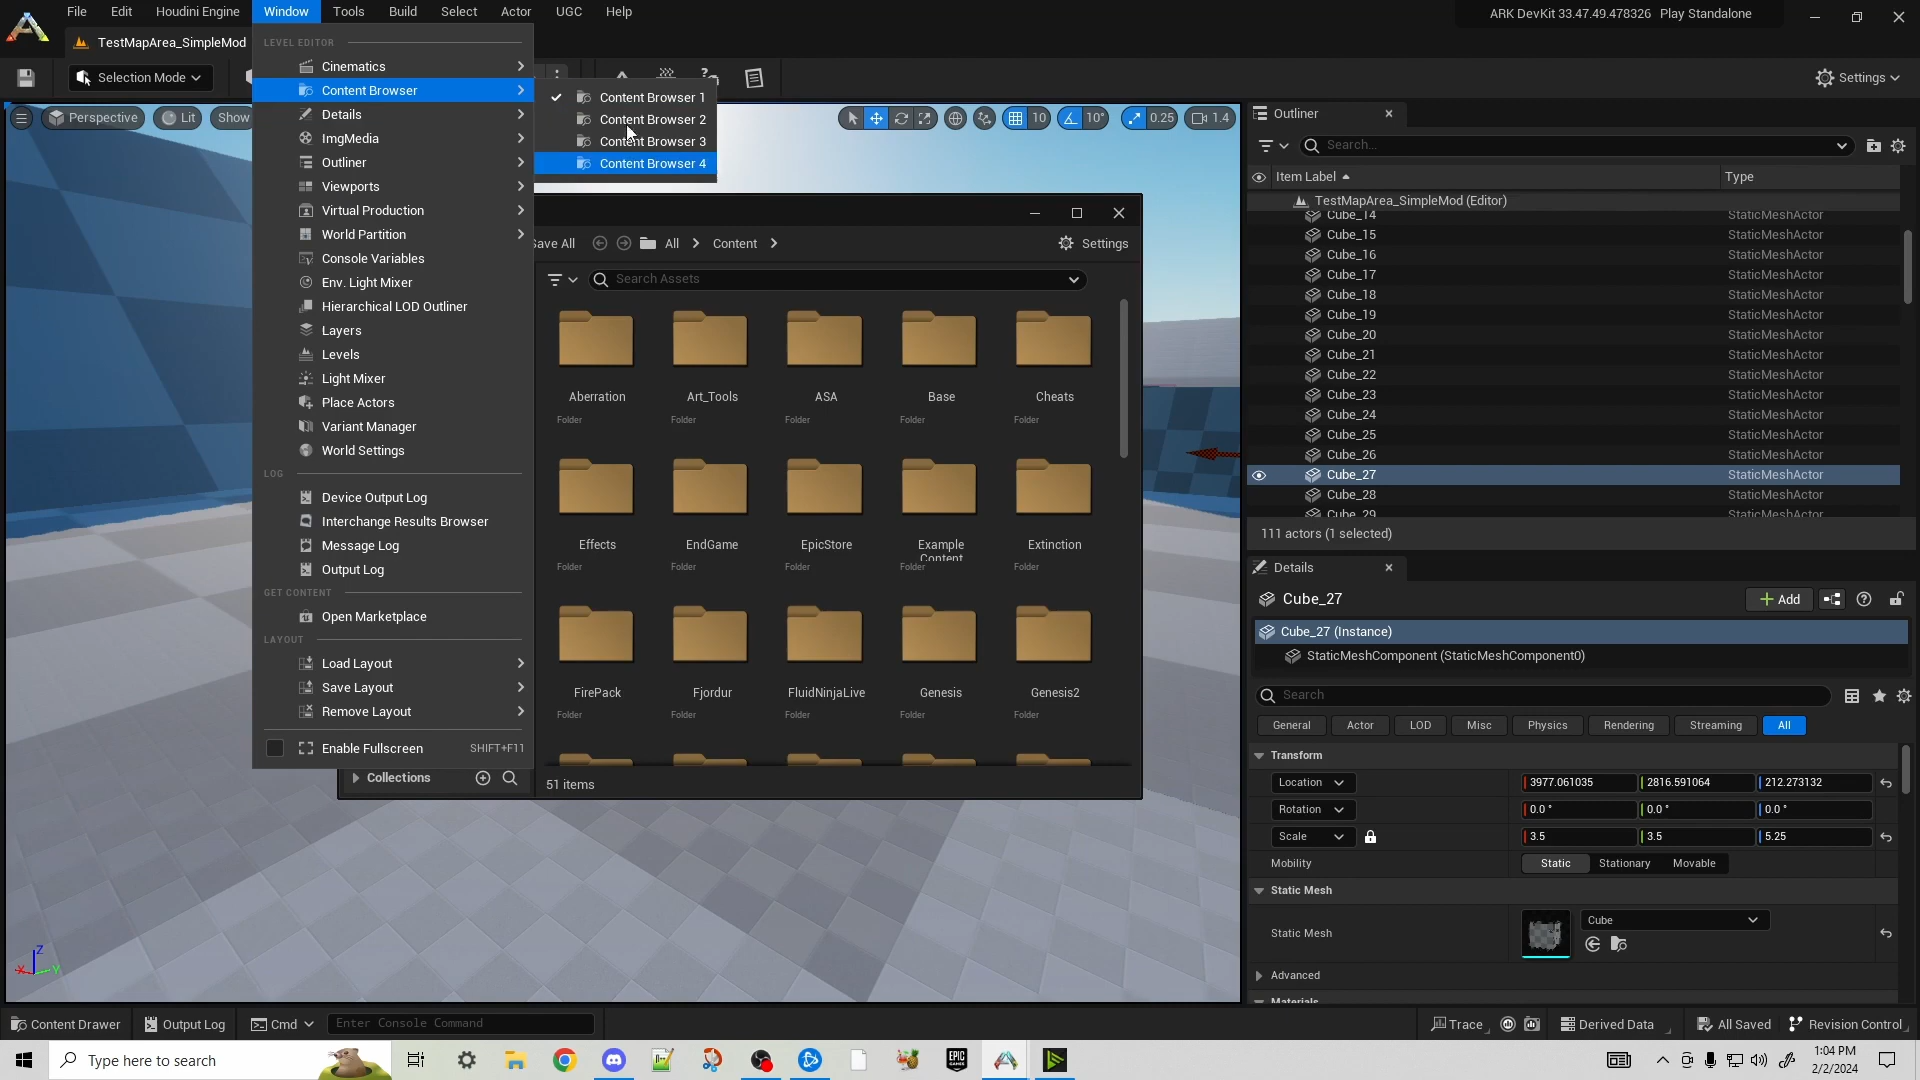 File Edit Houdini Engine Window Tools Build Select Actor UGC Help
ARK DevKit 33.47.49.478326 Play Standalone
TestMapArea_SimpleMod
Selection Mode
Settings
LEVEL EDITOR
Cinematics
Content Browser
Details
ImgMedia
Outliner
Viewports
Virtual Production
World Partition
Console Variables
Env. Light Mixer
Hierarchical LOD Outliner
Layers
Levels
Light Mixer
Place Actors
Variant Manager
World Settings
LOG
Device Output Log
Interchange Results Browser
Message Log
Output Log
GET CONTENT
Open Marketplace
LAYOUT
Load Layout
Save Layout
Remove Layout
Enable Fullscreen SHIFT+F11
Content Browser 1
Content Browser 2
Content Browser 3
Content Browser 4
Perspective Lit Show
10 10° 0.25 1.4
Save All All Content Settings
Search Assets
Aberration Art_Tools ASA Base Cheats
Folder Folder Folder Folder Folder
Effects EndGame EpicStore Example Content Extinction
Folder Folder Folder Folder Folder
FirePack Fjordur FluidNinjaLive Genesis Genesis2
Folder Folder Folder Folder Folder
Collections
51 items
Outliner
Search...
Item Label Type
TestMapArea_SimpleMod (Editor)
Cube_14 StaticMeshActor
Cube_15 StaticMeshActor
Cube_16 StaticMeshActor
Cube_17 StaticMeshActor
Cube_18 StaticMeshActor
Cube_19 StaticMeshActor
Cube_20 StaticMeshActor
Cube_21 StaticMeshActor
Cube_22 StaticMeshActor
Cube_23 StaticMeshActor
Cube_24 StaticMeshActor
Cube_25 StaticMeshActor
Cube_26 StaticMeshActor
Cube_27 StaticMeshActor
Cube_28 StaticMeshActor
Cube_29 StaticMeshActor
111 actors (1 selected)
Details
Cube_27 Add
Cube_27 (Instance)
StaticMeshComponent (StaticMeshComponent0)
Search
General Actor LOD Misc Physics Rendering Streaming All
Transform
Location 3977.061035 2816.591064 212.273132
Rotation 0.0 ° 0.0 ° 0.0 °
Scale 3.5 3.5 5.25
Mobility Static Stationary Movable
Static Mesh
Static Mesh Cube
Advanced
Materials
X Y Z
Content Drawer Output Log Cmd Enter Console Command
Trace Derived Data All Saved Revision Control
Type here to search
EPIC GAMES
1:04 PM
2/2/2024